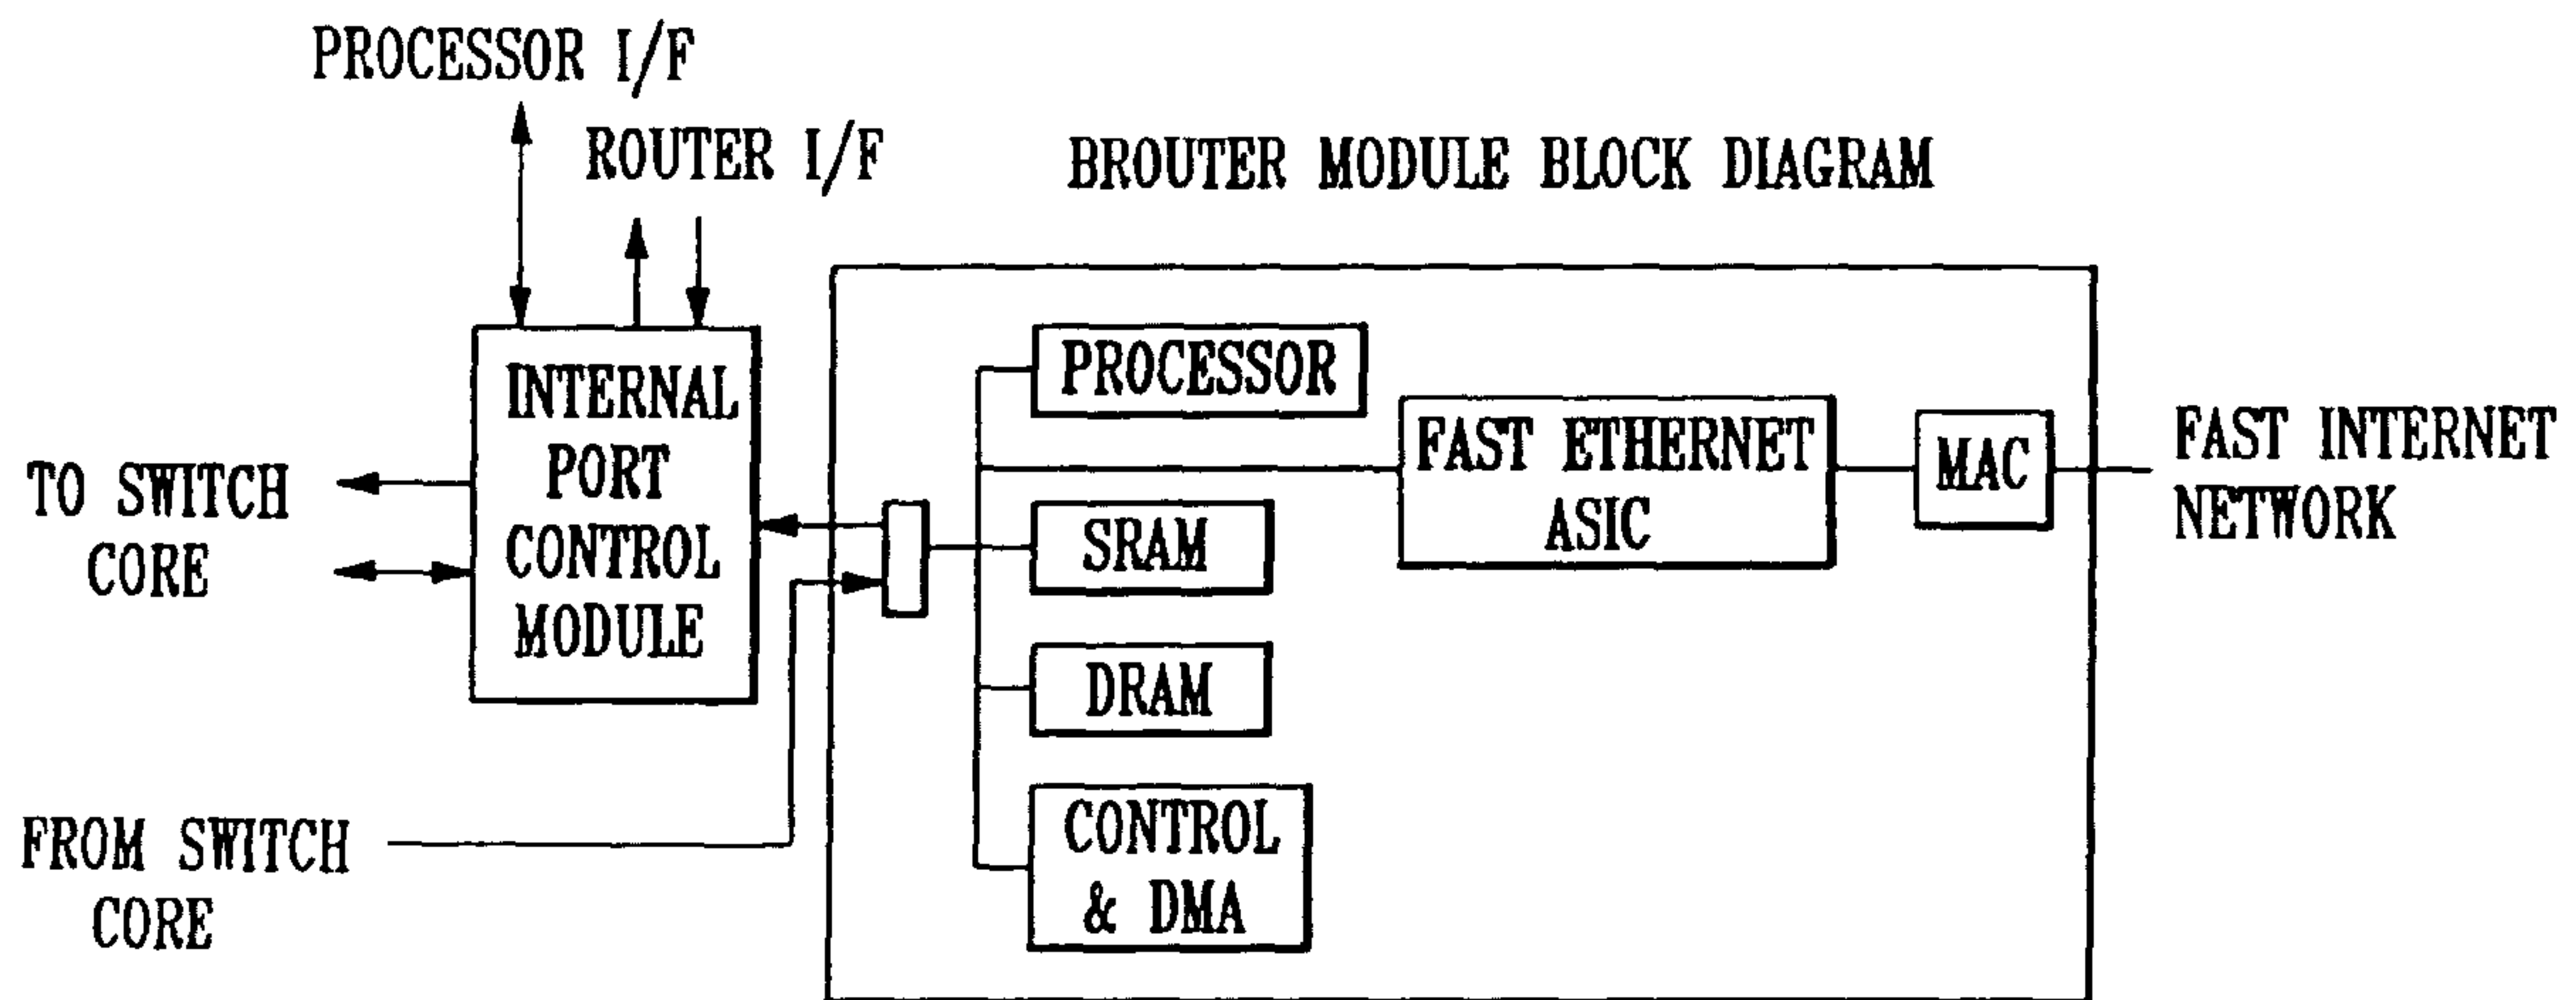 PROCESSOR I/F
ROUTER I/F
BROUTER MODULE BLOCK DIAGRAM
INTERNAL
PORT
CONTROL
MODULE
TO SWITCH
CORE
FROM SWITCH
CORE
PROCESSOR
SRAM
DRAM
CONTROL
& DMA
FAST ETHERNET
ASIC
MAC
FAST INTERNET
NETWORK